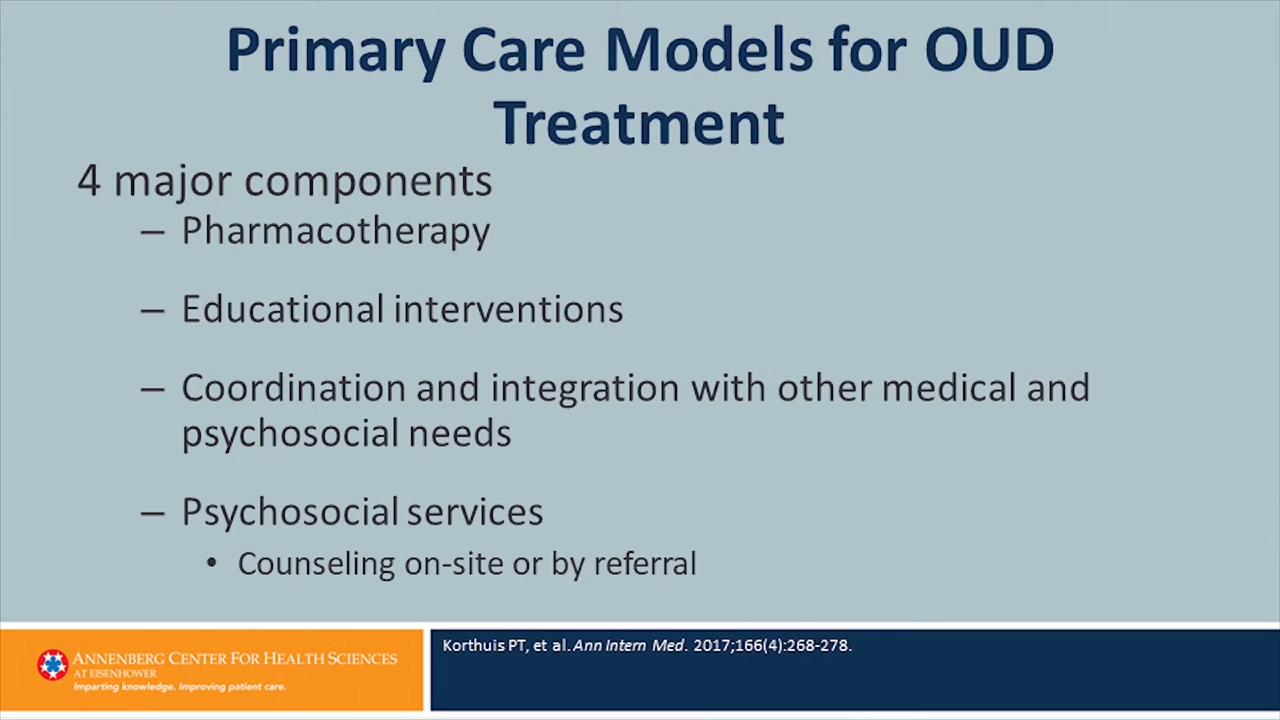 Primary Care Models for OUD
Treatment
4 major components
– Pharmacotherapy
– Educational interventions
– Coordination and integration with other medical and
psychosocial needs
– Psychosocial services
• Counseling on-site or by referral
ANNENBERG CENTER FOR HEALTH SCIENCES
AT EISENHOWER
Imparting knowledge. Improving patient care.
Korthuis PT, et al. Ann Intern Med. 2017;166(4):268-278.